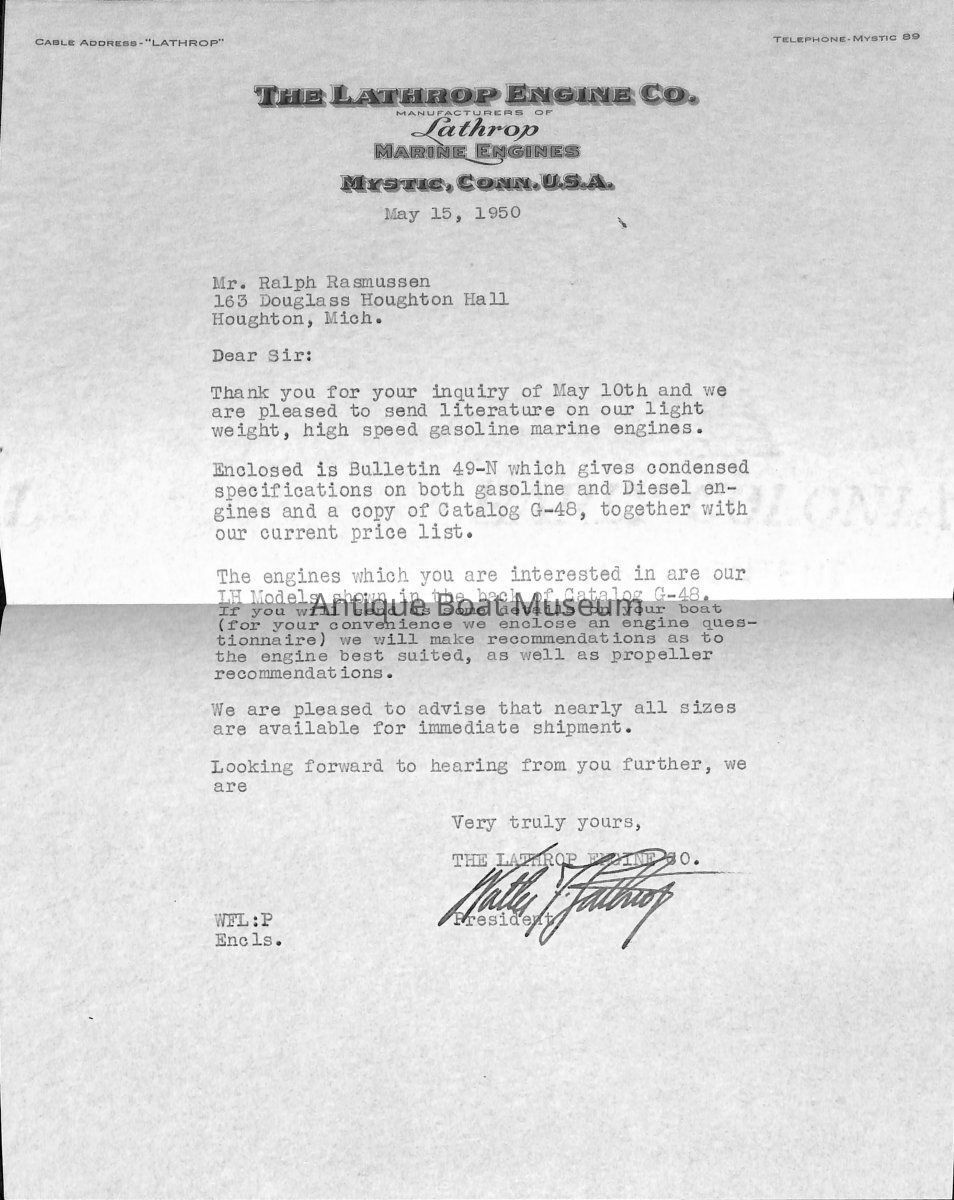 CABLE ADDRESS-"LATHROP"
TELEPHONE-MYSTIC 89
THE LATHROP ENGINE CO.
MANUFACTURERS OF
Lathrop
MARINE ENGINES
MYSTIC, CONN. U.S.A.
May 15, 1950
Mr. Ralph Rasmussen
163 Douglass Houghton Hall
Houghton, Mich.
Dear Sir:
Thank you for your inquiry of May 10th and we
are pleased to send literature on our light
weight, high speed gasoline marine engines.
Enclosed is Bulletin 49-N which gives condensed
specifications on both gasoline and Diesel en-
gines and a copy of Catalog G-48, together with
our current price list.
The engines which you are interested in are our
LH Models shown in the back of Catalog G-48.
Antique Boat Museum
If you will boat
(for your convenience we enclose an engine ques-
tionnaire) we will make recommendations as to
the engine best suited, as well as propeller
recommendations.
We are pleased to advise that nearly all sizes
are available for immediate shipment.
Looking forward to hearing from you further, we
are
Very truly yours,
THE LATHROP ENGINE CO.
Walter F. Lathrop
President
WFL:P
Encls.